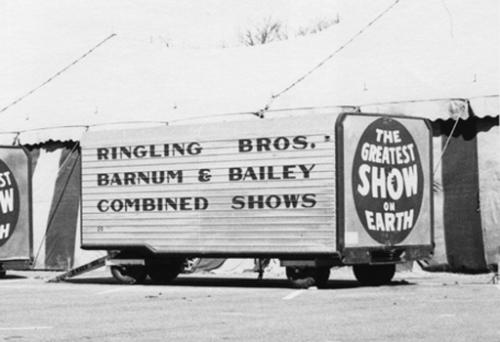 RINGLING BROS.
BARNUM & BAILEY
COMBINED SHOWS
THE
GREATEST
SHOW
ON
EARTH